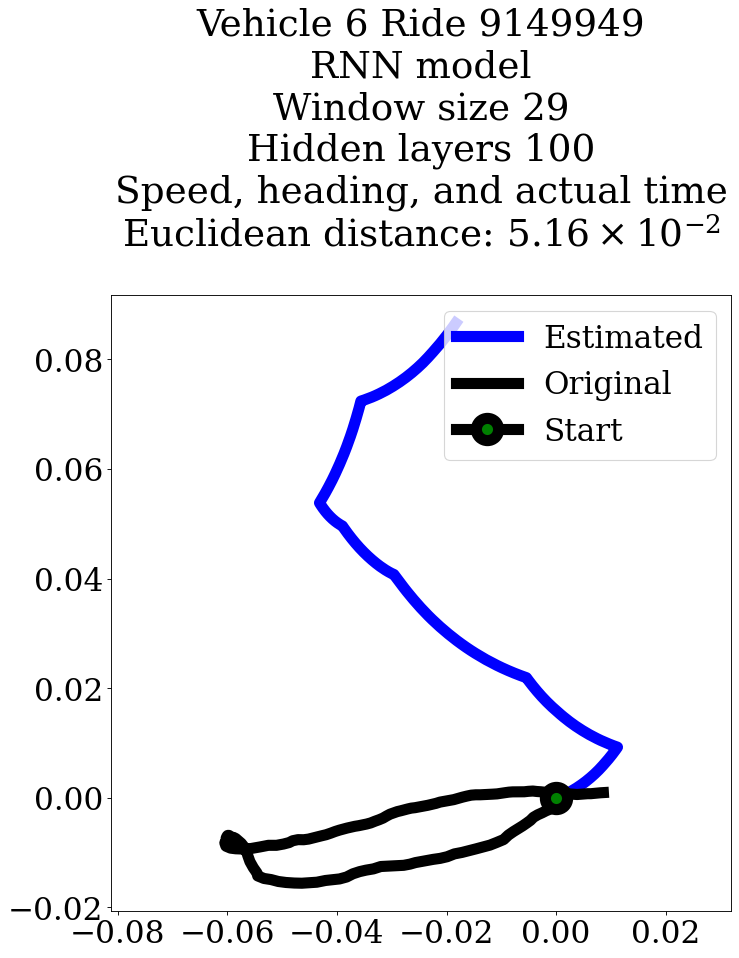 Vehicle 6 Ride 9149949
RNN model
Window size 29
Hidden layers 100
Speed, heading, and actual time
Euclidean distance: 5.16 × 10⁻²
Estimated
Original
Start
0.08
0.06
0.04
0.02
0.00
−0.02
−0.08 −0.06 −0.04 −0.02 0.00 0.02